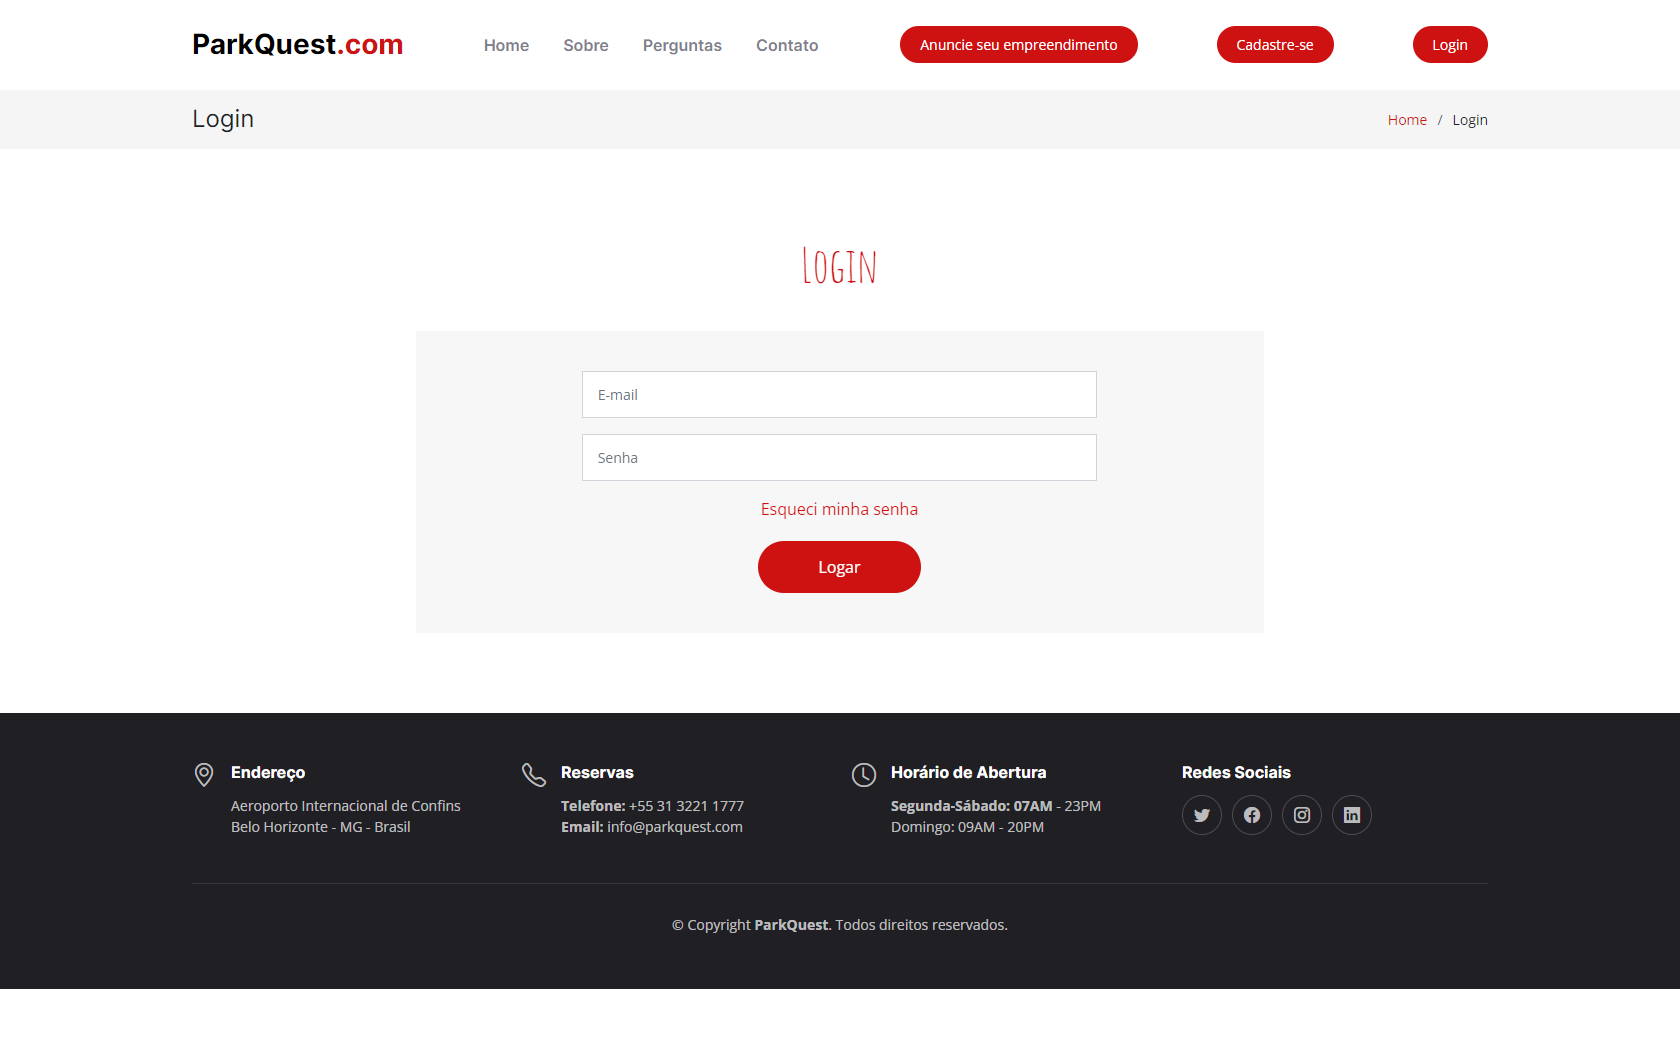 ParkQuest.com
Home Sobre Perguntas Contato
Anuncie seu empreendimento
Cadastre-se
Login
Login
Home / Login
Login
E-mail
Senha
Esqueci minha senha
Logar
Endereço
Aeroporto Internacional de Confins
Belo Horizonte - MG - Brasil
Reservas
Telefone: +55 31 3221 1777
Email: info@parkquest.com
Horário de Abertura
Segunda-Sábado: 07AM - 23PM
Domingo: 09AM - 20PM
Redes Sociais
© Copyright ParkQuest. Todos direitos reservados.